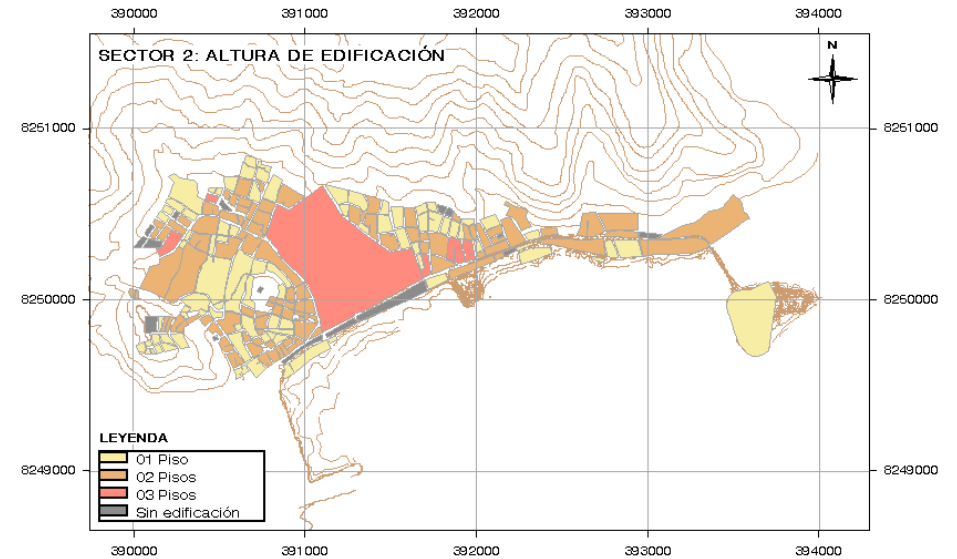 390000 391000 392000 393000 394000
SECTOR 2: ALTURA DE EDIFICACIÓN
N
8251000 8251000
8250000 8250000
8249000 8249000
LEYENDA
01 Piso
02 Pisos
03 Pisos
Sin edificación
390000 391000 392000 393000 394000